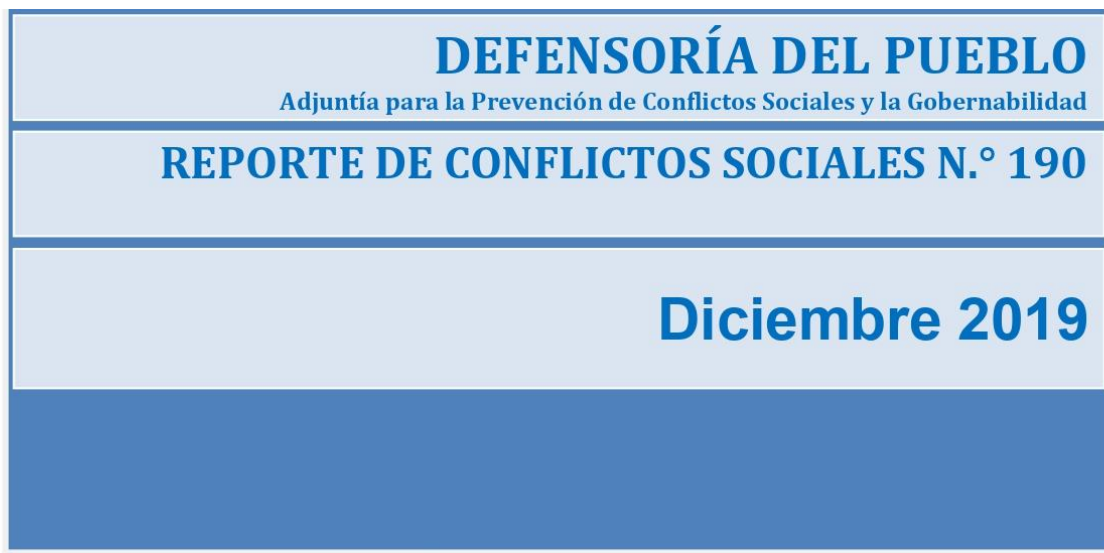 DEFENSORÍA DEL PUEBLO
Adjuntía para la Prevención de Conflictos Sociales y la Gobernabilidad
REPORTE DE CONFLICTOS SOCIALES N.° 190
Diciembre 2019